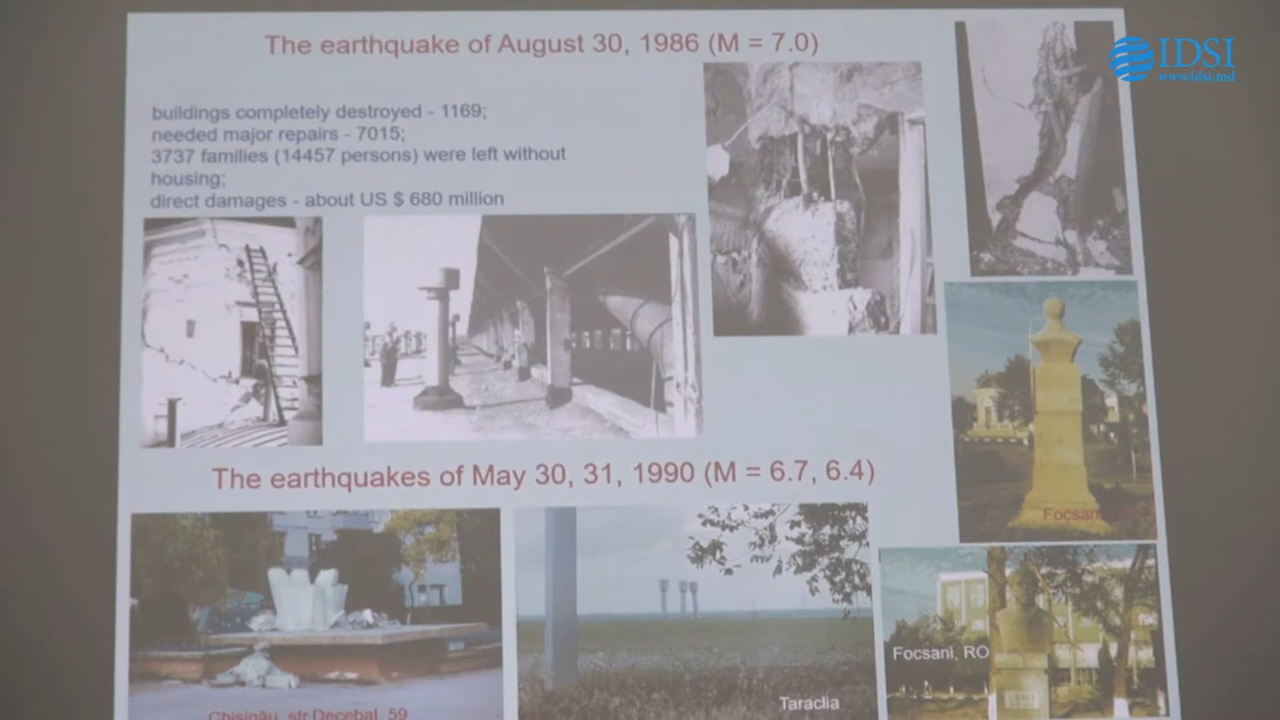 The earthquake of August 30, 1986 (M = 7.0)
IDSI
www.idsi.md
buildings completely destroyed - 1169;
needed major repairs - 7015;
3737 families (14457 persons) were left without
housing;
direct damages - about US $ 680 million
The earthquakes of May 30, 31, 1990 (M = 6.7, 6.4)
Focsani
Focsani, RO
Taraclia
Chişinău, str.Decebal, 59